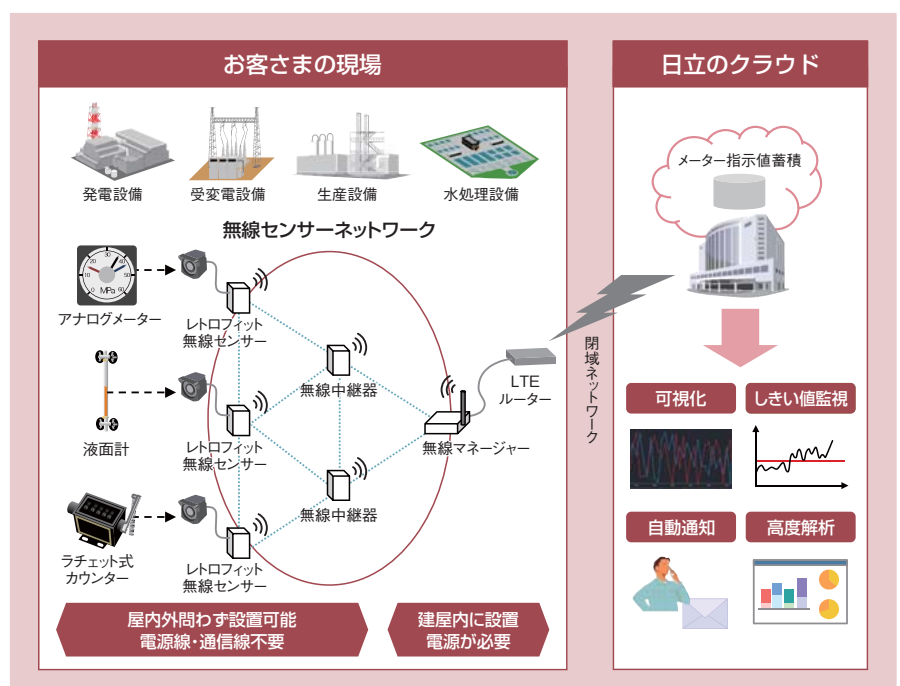 お客さまの現場
発電設備
受変電設備
生産設備
水処理設備
無線センサーネットワーク
0
10
20
30
40
50
60
MPa
アナログメーター
レトロフィット
無線センサー
無線中継器
液面計
レトロフィット
無線センサー
無線マネージャー
LTE
ルーター
無線中継器
ラチェット式
カウンター
レトロフィット
無線センサー
屋内外問わず設置可能
電源線・通信線不要
建屋内に設置
電源が必要
閉域ネットワーク
日立のクラウド
メーター指示値蓄積
可視化
しきい値監視
自動通知
高度解析